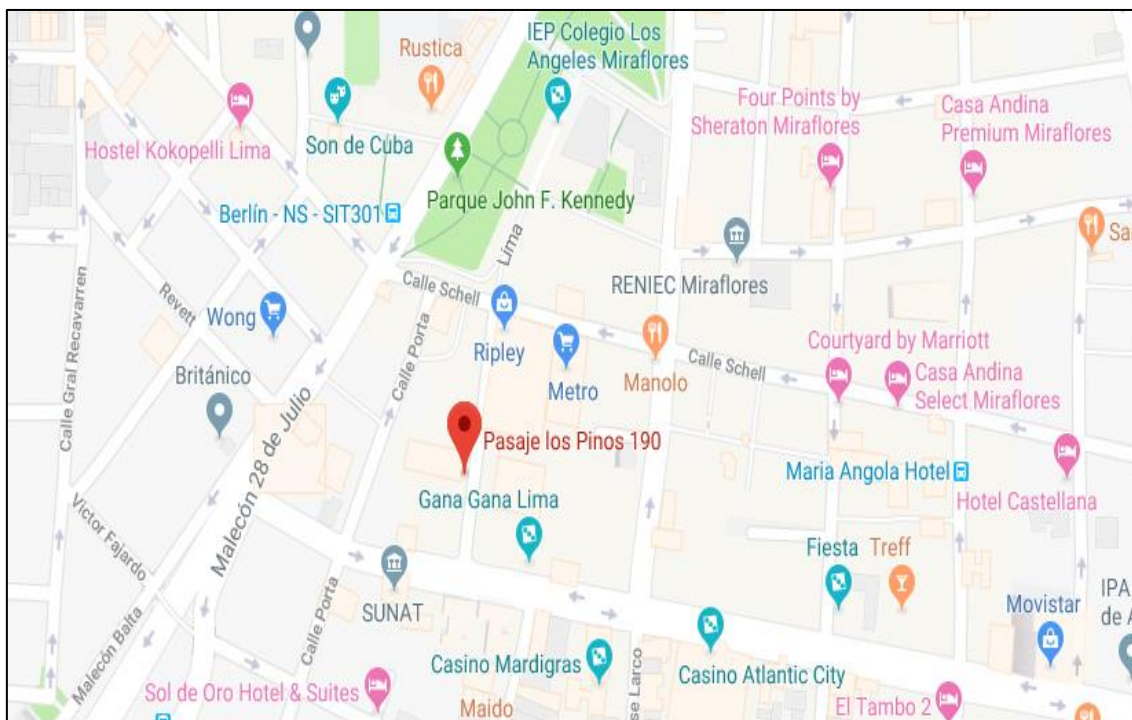 IEP Colegio Los
Angeles Miraflores
Rustica
Four Points by
Sheraton Miraflores
Casa Andina
Premium Miraflores
Hostel Kokopelli Lima
Son de Cuba
Parque John F. Kennedy
Berlín - NS - SIT301
Lima
Sa
RENIEC Miraflores
Calle Schell
Revett
Wong
Calle Porta
Ripley
Metro
Manolo
Calle Schell
Courtyard by Marriott
Casa Andina
Select Miraflores
Calle Gral Recavarren
Británico
Malecón 28 de Julio
Pasaje los Pinos 190
Maria Angola Hotel
Hotel Castellana
Gana Gana Lima
Victor Fajardo
Fiesta
Treff
SUNAT
Calle Porta
Movistar
IPA
de A
Malecón Balta
Casino Mardigras
se Larco
Casino Atlantic City
Sol de Oro Hotel & Suites
Maido
El Tambo 2